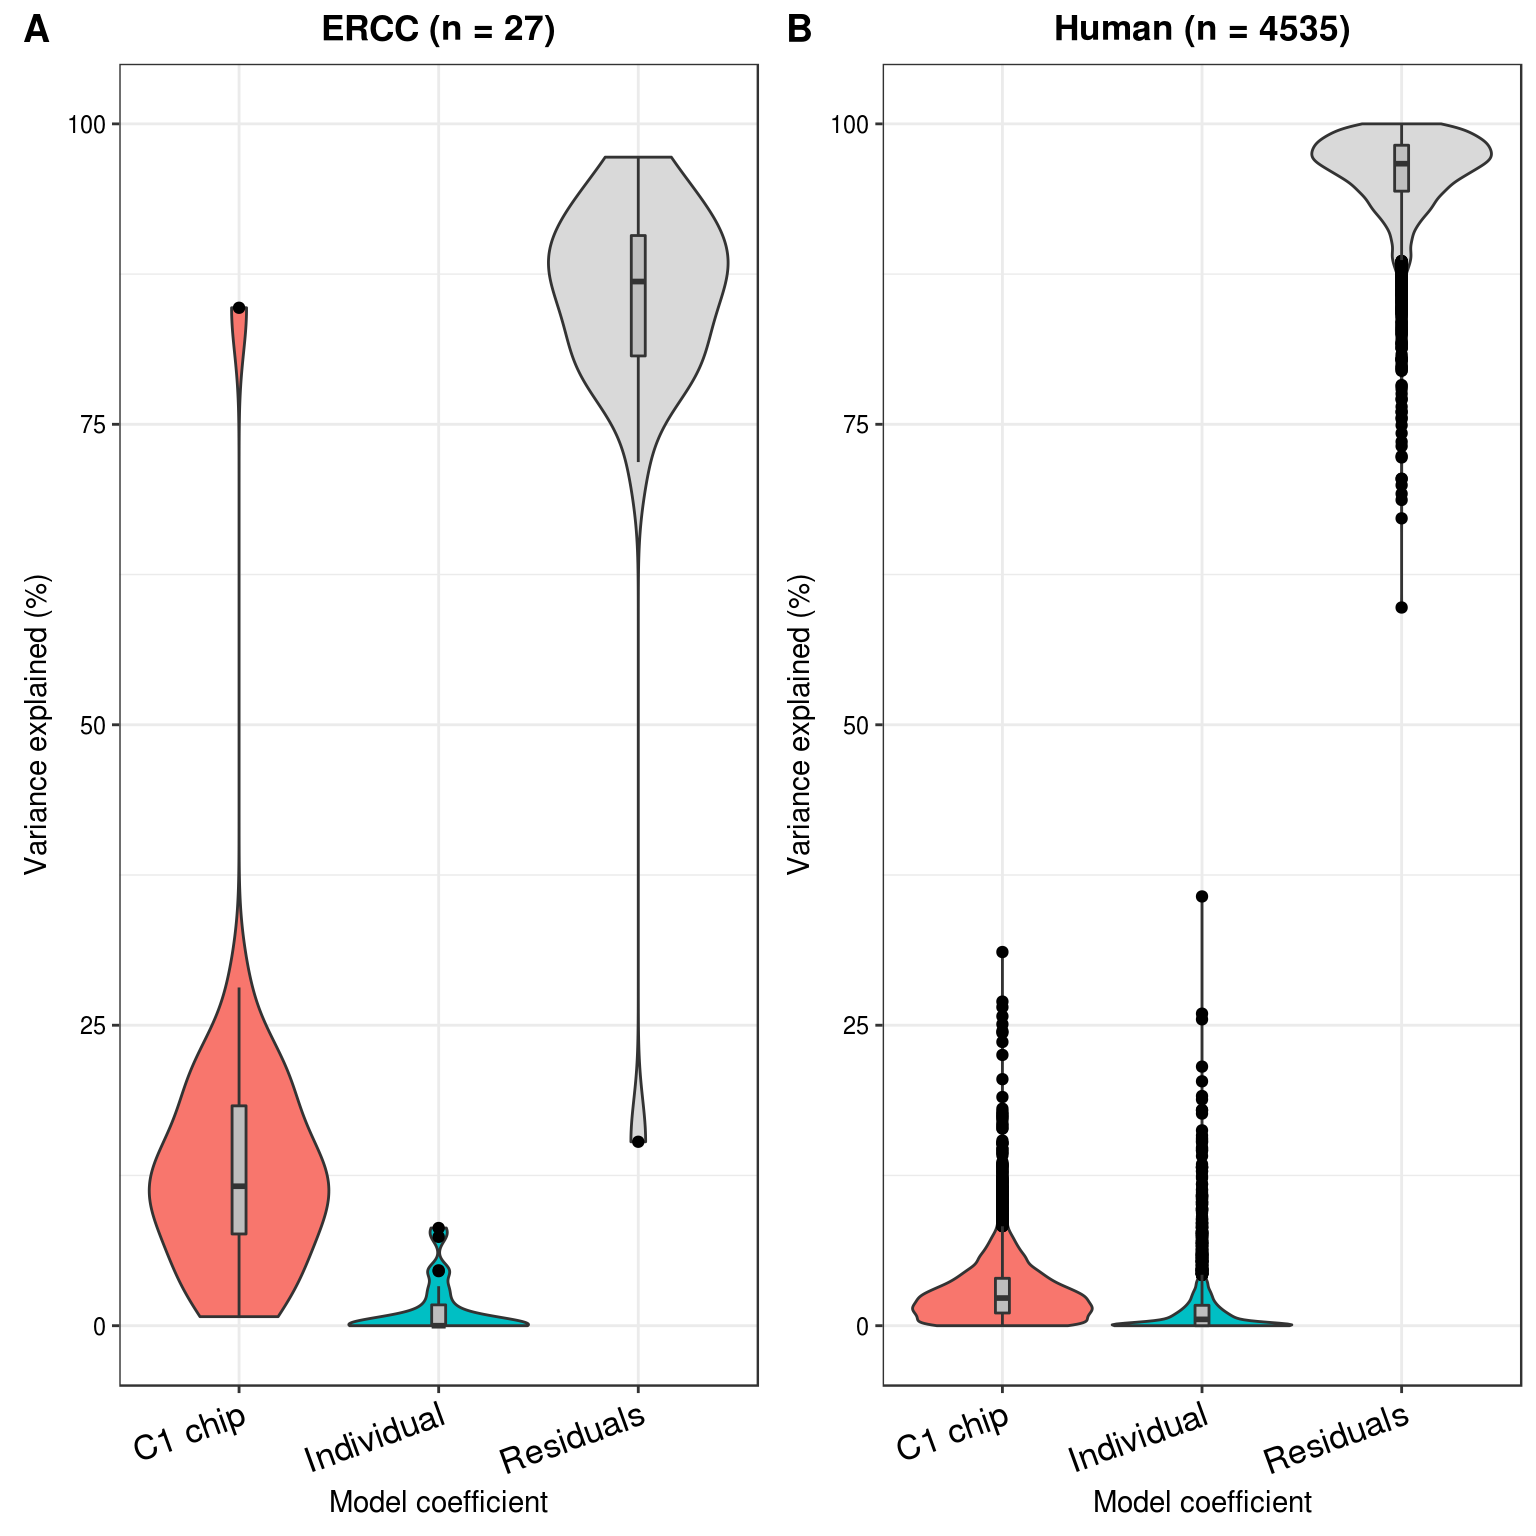 A
ERCC (n = 27)
Variance explained (%)
100
75
50
25
0
C1 chip
Individual
Residuals
Model coefficient
B
Human (n = 4535)
Variance explained (%)
100
75
50
25
0
C1 chip
Individual
Residuals
Model coefficient